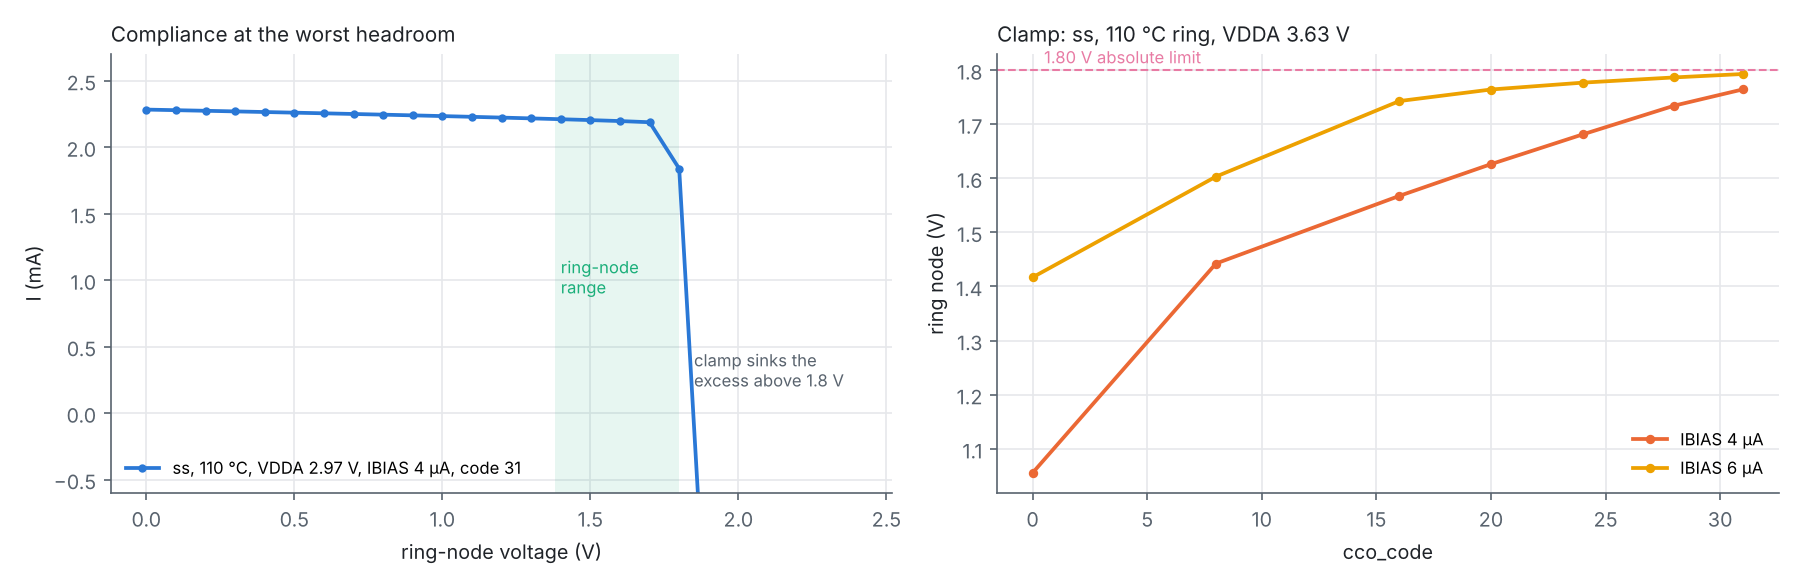 Compliance at the worst headroom
2.5
2.0
1.5
1.0
0.5
0.0
−0.5
I (mA)
ring-node
range
clamp sinks the
excess above 1.8 V
ss, 110 °C, VDDA 2.97 V, IBIAS 4 µA, code 31
0.0
0.5
1.0
1.5
2.0
2.5
ring-node voltage (V)
Clamp: ss, 110 °C ring, VDDA 3.63 V
1.80 V absolute limit
1.8
1.7
1.6
1.5
1.4
1.3
1.2
1.1
ring node (V)
IBIAS 4 µA
IBIAS 6 µA
0
5
10
15
20
25
30
cco_code